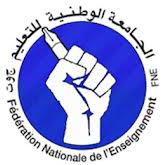 الجامعة الوطنية للتعليم
ج و ت
Fédération Nationale de l'Enseignement
FNE